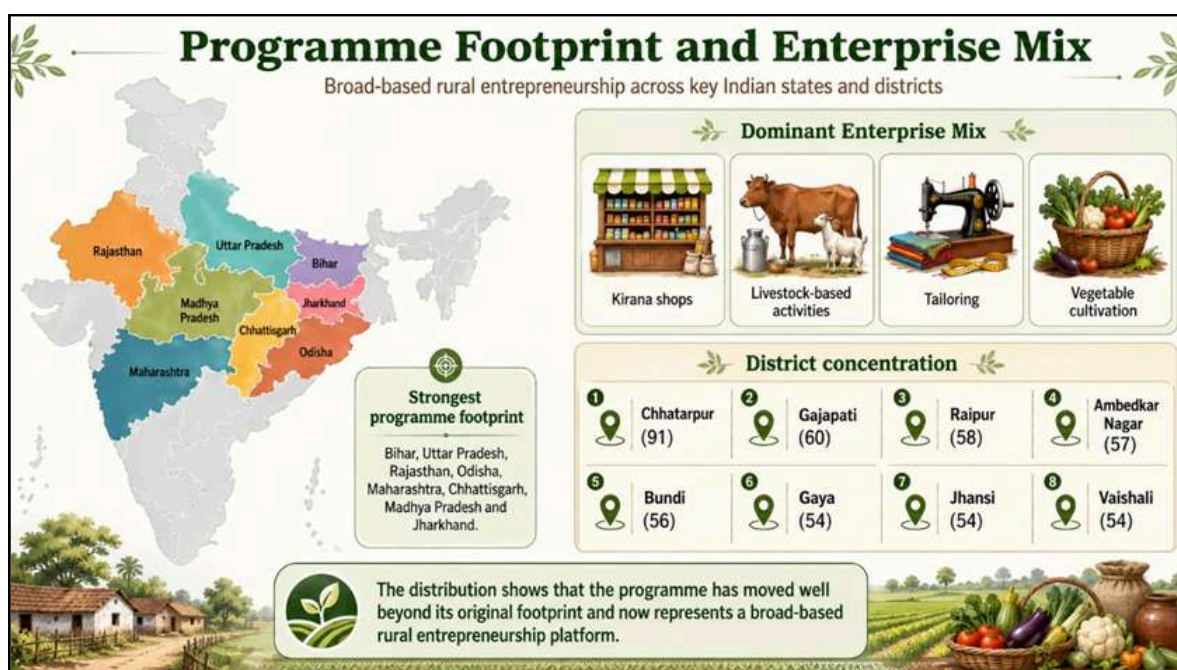 Programme Footprint and Enterprise Mix
Broad-based rural entrepreneurship across key Indian states and districts
Rajasthan
Uttar Pradesh
Bihar
Madhya
Pradesh
Jharkhand
Chhattisgarh
Odisha
Maharashtra
Strongest
programme footprint
Bihar, Uttar Pradesh,
Rajasthan, Odisha,
Maharashtra, Chhattisgarh,
Madhya Pradesh and
Jharkhand.
Dominant Enterprise Mix
Kirana shops
Livestock-based
activities
Tailoring
Vegetable
cultivation
District concentration
1
Chhatarpur
(91)
2
Gajapati
(60)
3
Raipur
(58)
4
Ambedkar
Nagar
(57)
5
Bundi
(56)
6
Gaya
(54)
7
Jhansi
(54)
8
Vaishali
(54)
The distribution shows that the programme has moved well
beyond its original footprint and now represents a broad-based
rural entrepreneurship platform.